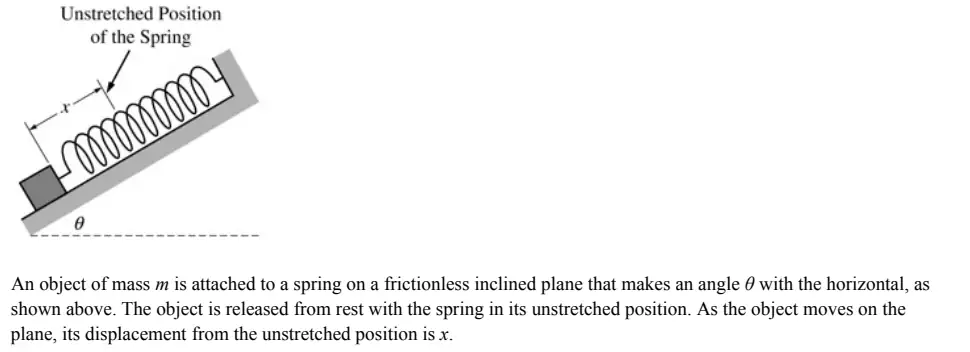 Unstretched Position
of the Spring
x
θ
An object of mass m is attached to a spring on a frictionless inclined plane that makes an angle θ with the horizontal, as
shown above. The object is released from rest with the spring in its unstretched position. As the object moves on the
plane, its displacement from the unstretched position is x.